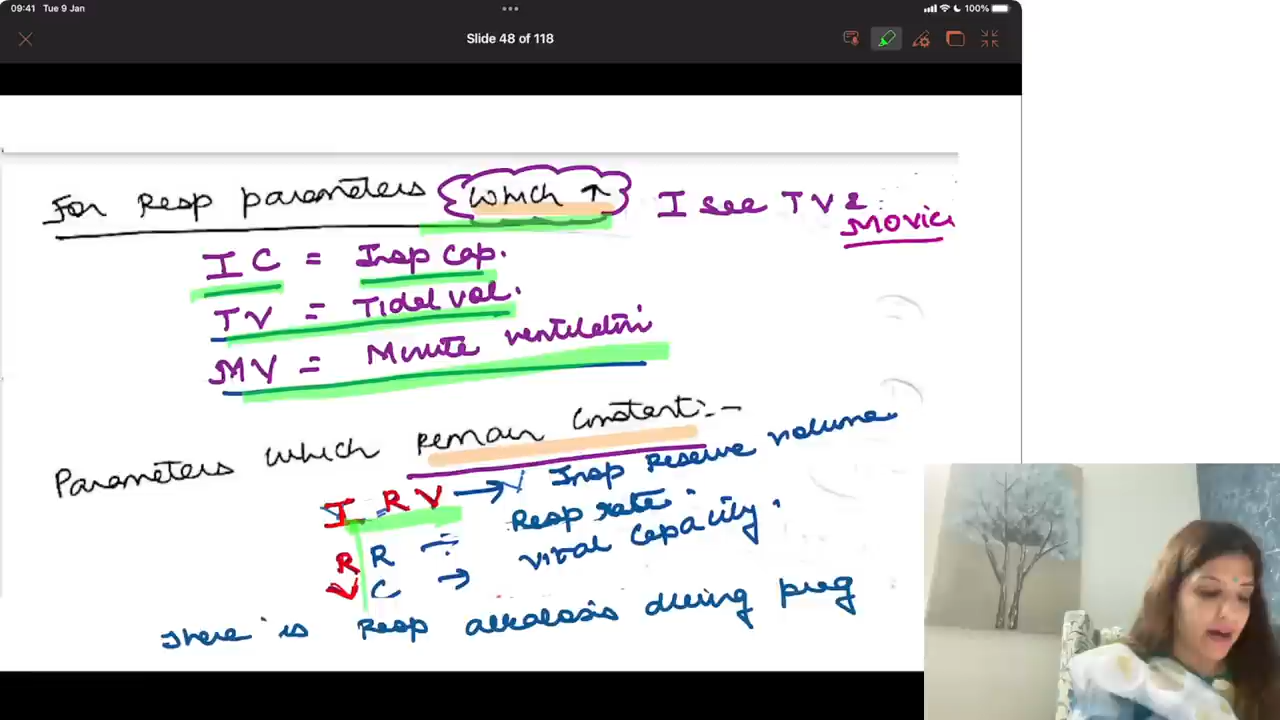 09:41 Tue 9 Jan
100%
Slide 48 of 118
For Resp parameters which ↑
I see TV &
Movies
IC = Insp cap.
TV = Tidal vol.
MV = Minute ventilation
Parameters which remain constant:-
IRV → Insp Reserve volume
RR ÷ Resp rate.
VC → vital capacity.
There is Resp alkalosis during preg